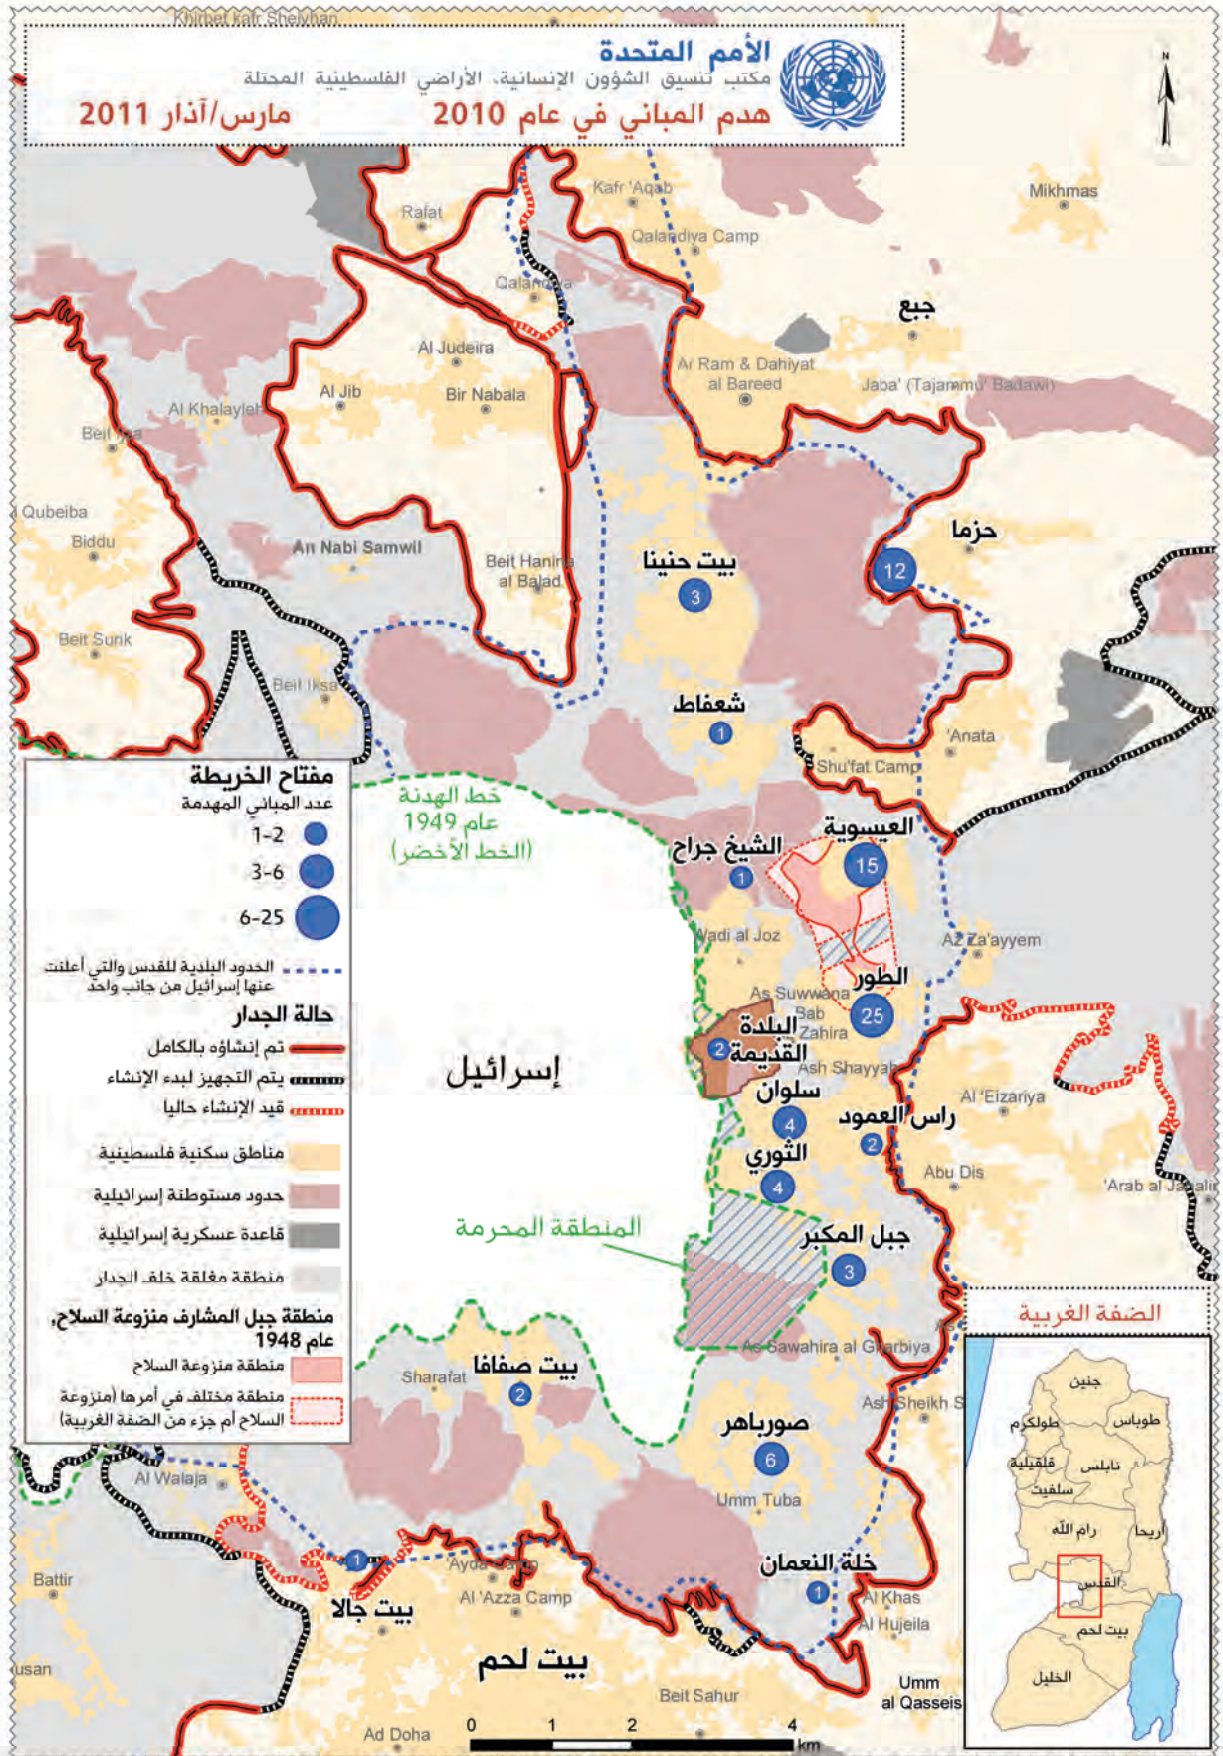 Khirbet kafr Sheiyhan
الأمم المتحدة
مكتب تنسيق الشؤون الإنسانية، الأراضي الفلسطينية المحتلة
هدم المباني في عام 2010 مارس/آذار 2011
N
Kafr 'Aqab
Mikhmas
Rafat
Qalandiya Camp
Qalandiya
جبع
Al Judeira
Ar Ram & Dahiyat
al Bareed
Jaba' (Tajammu' Badawi)
Al Jib
Bir Nabala
Al Khalayleh
Beit Ijza
Qubeiba
Biddu
An Nabi Samwil
Beit Hanina
al Balad
بيت حنينا
3
حزما
12
Beit Surik
Beit Iksa
شعفاط
1
'Anata
Shu'fat Camp
مفتاح الخريطة
عدد المباني المهدمة
1-2
3-6
6-25
الحدود البلدية للقدس والتي أعلنت
عنها إسرائيل من جانب واحد
حالة الجدار
تم إنشاؤه بالكامل
يتم التجهيز لبدء الإنشاء
قيد الإنشاء حاليا
مناطق سكنية فلسطينية
حدود مستوطنة إسرائيلية
قاعدة عسكرية إسرائيلية
منطقة مغلقة خلف الجدار
منطقة جبل المشارف منزوعة السلاح,
عام 1948
منطقة منزوعة السلاح
منطقة مختلف في أمرها (منزوعة
السلاح أم جزء من الضفة الغربية)
خط الهدنة
عام 1949
(الخط الأخضر)
العيسوية
15
الشيخ جراح
1
Wadi al Joz
Az Za'ayyem
الطور
25
As Suwwana
Bab
Zahira
البلدة
القديمة
2
Ash Shayyah
إسرائيل
سلوان
4
راس العمود
2
Al 'Eizariya
الثوري
4
Abu Dis
'Arab al Jahalin
المنطقة المحرمة
جبل المكبر
3
As Sawahira al Gharbiya
As
بيت صفافا
2
Sharafat
Ash Sheikh S
صورباهر
6
Umm Tuba
Al Walaja
1
بيت جالا
Ayda Camp
Al 'Azza Camp
خلة النعمان
1
Al Khas
Al Hujeila
Battir
بيت لحم
usan
Beit Sahur
Umm
al Qasseis
Ad Doha
0 1 2 4
km
الضفة الغربية
جنين
طوباس
طولكرم
نابلس
قلقيلية
سلفيت
رام الله
أريحا
القدس
بيت لحم
الخليل